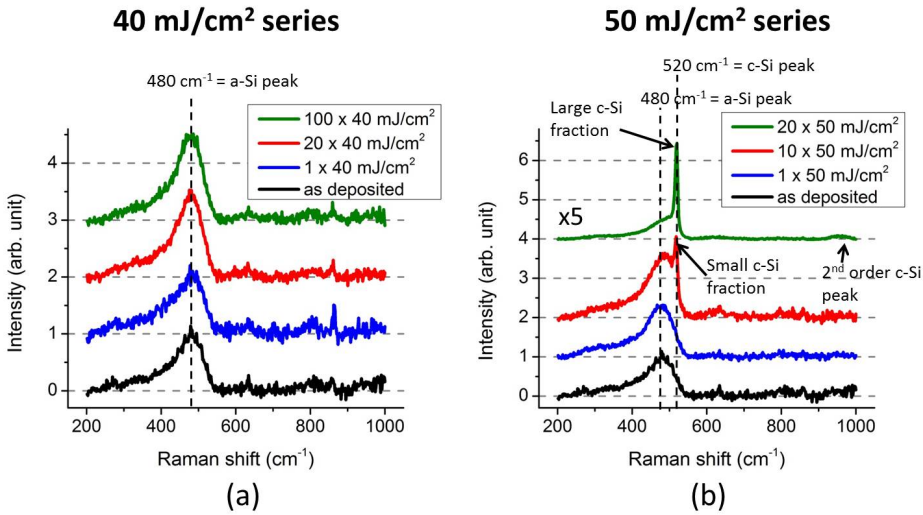 40 mJ/cm² series
480 cm⁻¹ = a-Si peak
100 x 40 mJ/cm²
20 x 40 mJ/cm²
1 x 40 mJ/cm²
as deposited
Intensity (arb. unit)
4
3
2
1
0
200
400
600
800
1000
Raman shift (cm⁻¹)
(a)
50 mJ/cm² series
520 cm⁻¹ = c-Si peak
480 cm⁻¹ = a-Si peak
Large c-Si
fraction
20 x 50 mJ/cm²
10 x 50 mJ/cm²
1 x 50 mJ/cm²
as deposited
x5
Small c-Si
fraction
2nd order c-Si
peak
Intensity (arb. unit)
6
5
4
3
2
1
0
200
400
600
800
1000
Raman shift (cm⁻¹)
(b)